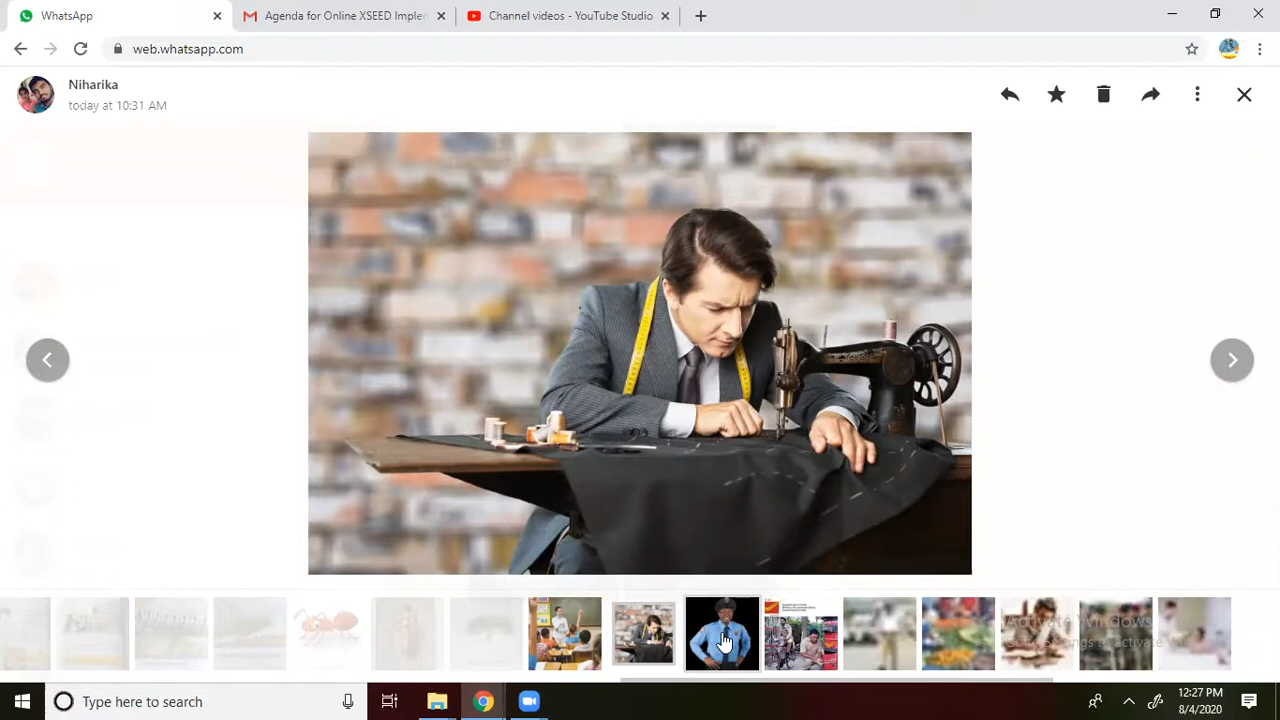 WhatsApp
Agenda for Online XSEED Implem
Channel videos - YouTube Studio
web.whatsapp.com
Niharika
today at 10:31 AM
Activate Windows
Type here to search
12:27 PM
8/4/2020